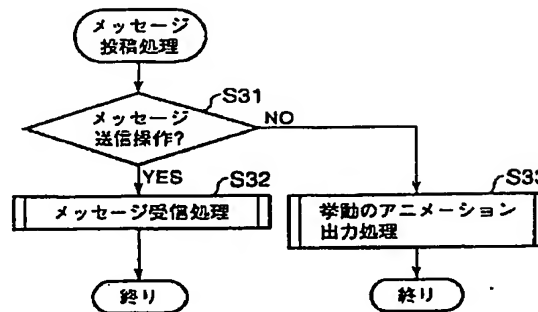 メッセージ
投稿処理
S31
メッセージ
送信操作?
NO
YES
S32
メッセージ受信処理
S33
挙動のアニメーション
出力処理
終り
終り